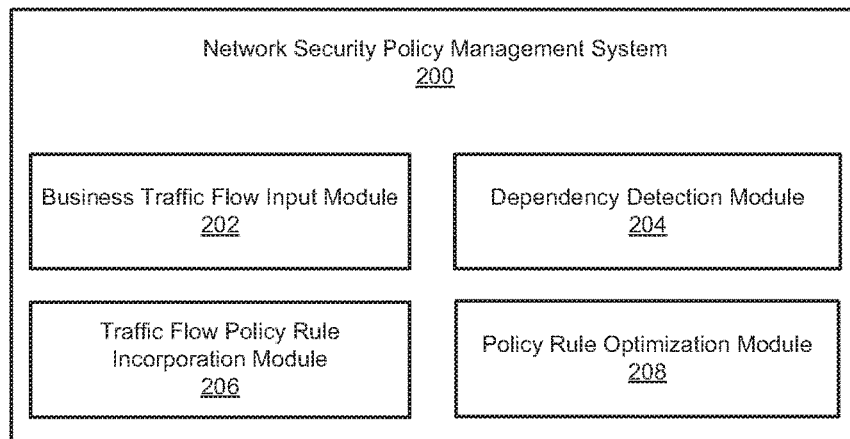 Network Security Policy Management System
200
Business Traffic Flow Input Module
202
Dependency Detection Module
204
Traffic Flow Policy Rule
Incorporation Module
206
Policy Rule Optimization Module
208